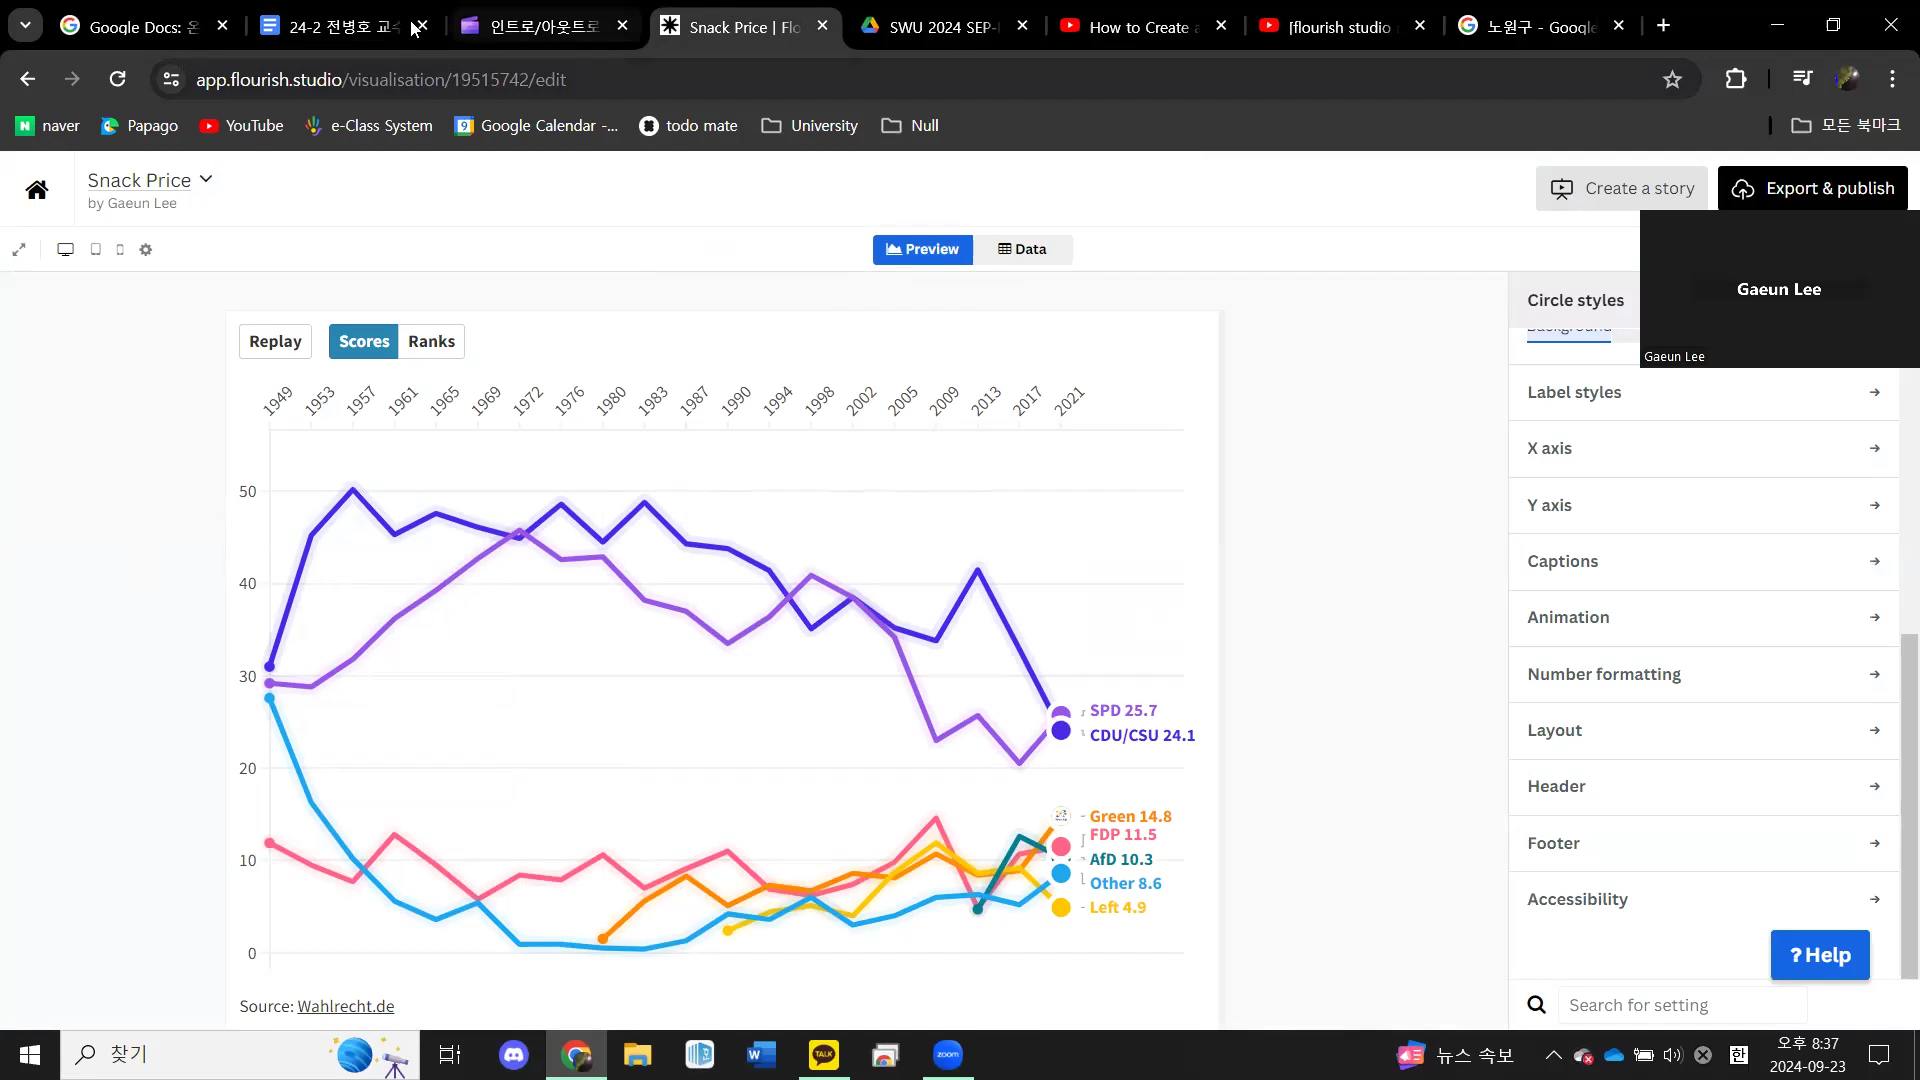 Google Docs: 온
24-2 전병호 교수
인트로/아웃트로
Snack Price | Flo
SWU 2024 SEP-
How to Create a
[flourish studio
노원구 - Google
app.flourish.studio/visualisation/19515742/edit
naver
Papago
YouTube
e-Class System
Google Calendar -...
todo mate
University
Null
모든 북마크
Snack Price
by Gaeun Lee
Create a story
Export & publish
Preview
Data
Gaeun Lee
Gaeun Lee
Replay
Scores
Ranks
1949
1953
1957
1961
1965
1969
1972
1976
1980
1983
1987
1990
1994
1998
2002
2005
2009
2013
2017
2021
50
40
30
20
10
0
SPD 25.7
CDU/CSU 24.1
Green 14.8
FDP 11.5
AfD 10.3
Other 8.6
Left 4.9
Source: Wahlrecht.de
Circle styles
Background
Label styles
X axis
Y axis
Captions
Animation
Number formatting
Layout
Header
Footer
Accessibility
? Help
Search for setting
찾기
TALK
zoom
뉴스 속보
한
오후 8:37
2024-09-23